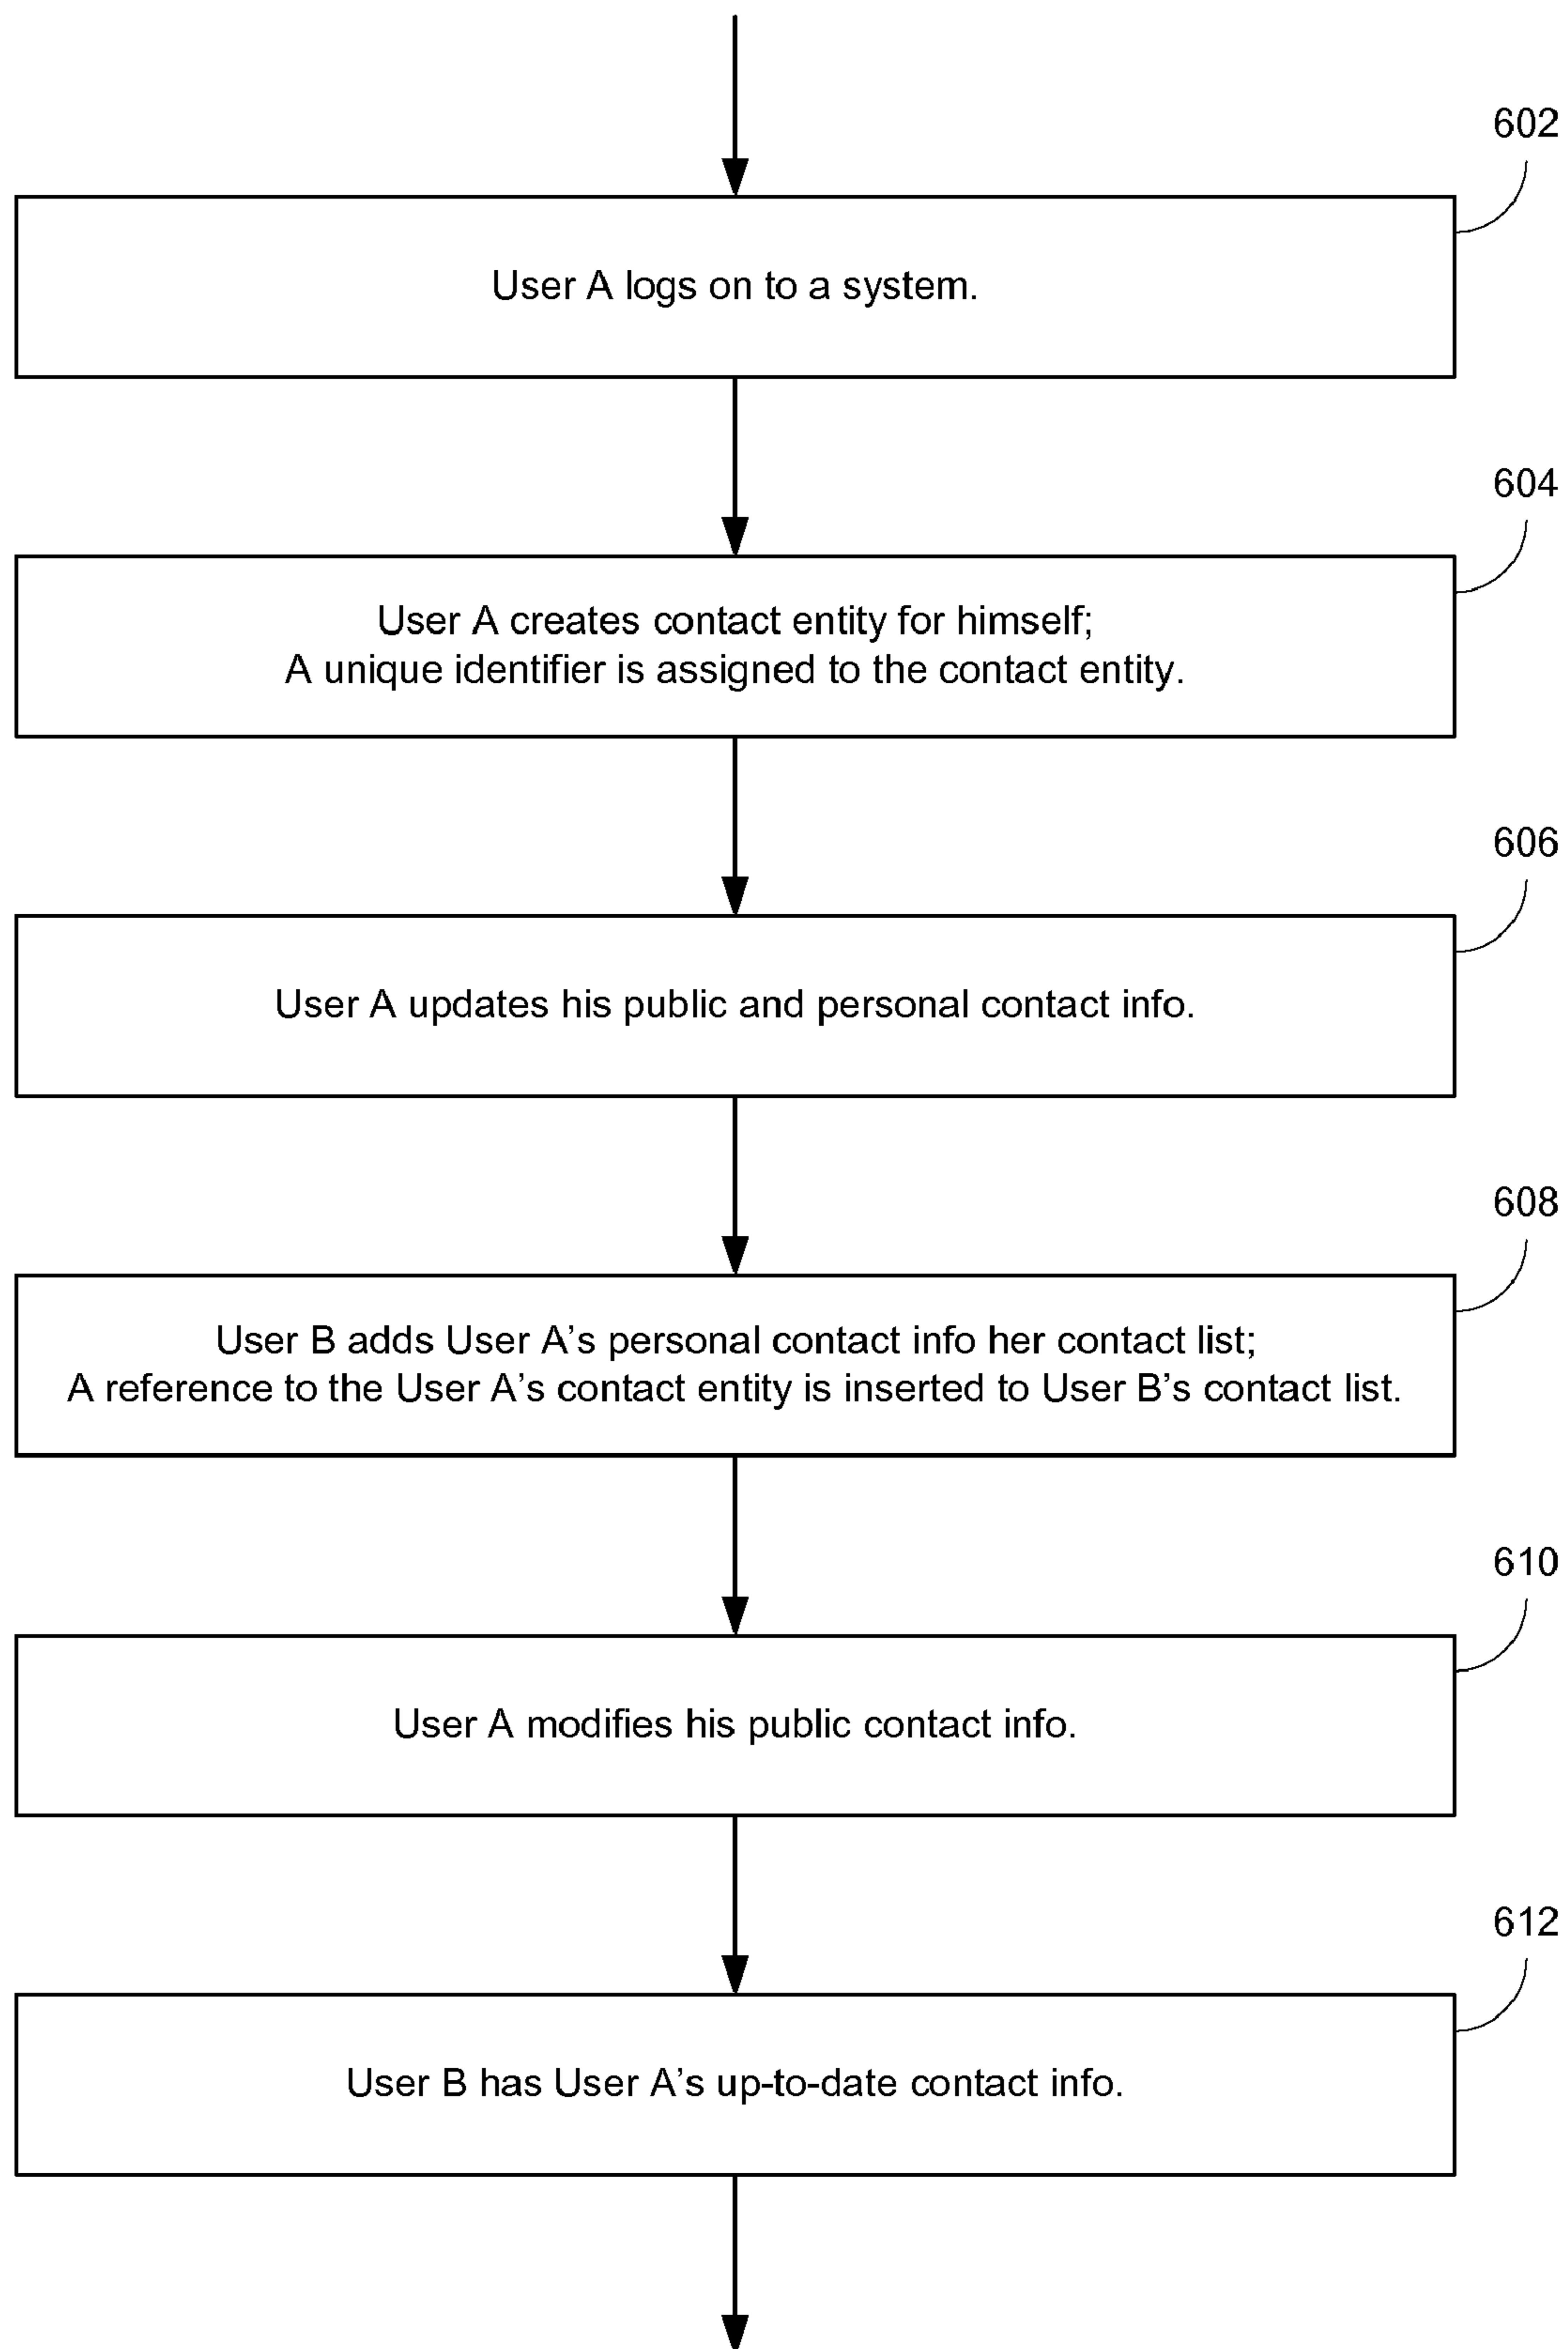 602
User A logs on to a system.
604
User A creates contact entity for himself;
A unique identifier is assigned to the contact entity.
606
User A updates his public and personal contact info.
608
User B adds User A’s personal contact info her contact list;
A reference to the User A’s contact entity is inserted to User B’s contact list.
610
User A modifies his public contact info.
612
User B has User A’s up-to-date contact info.